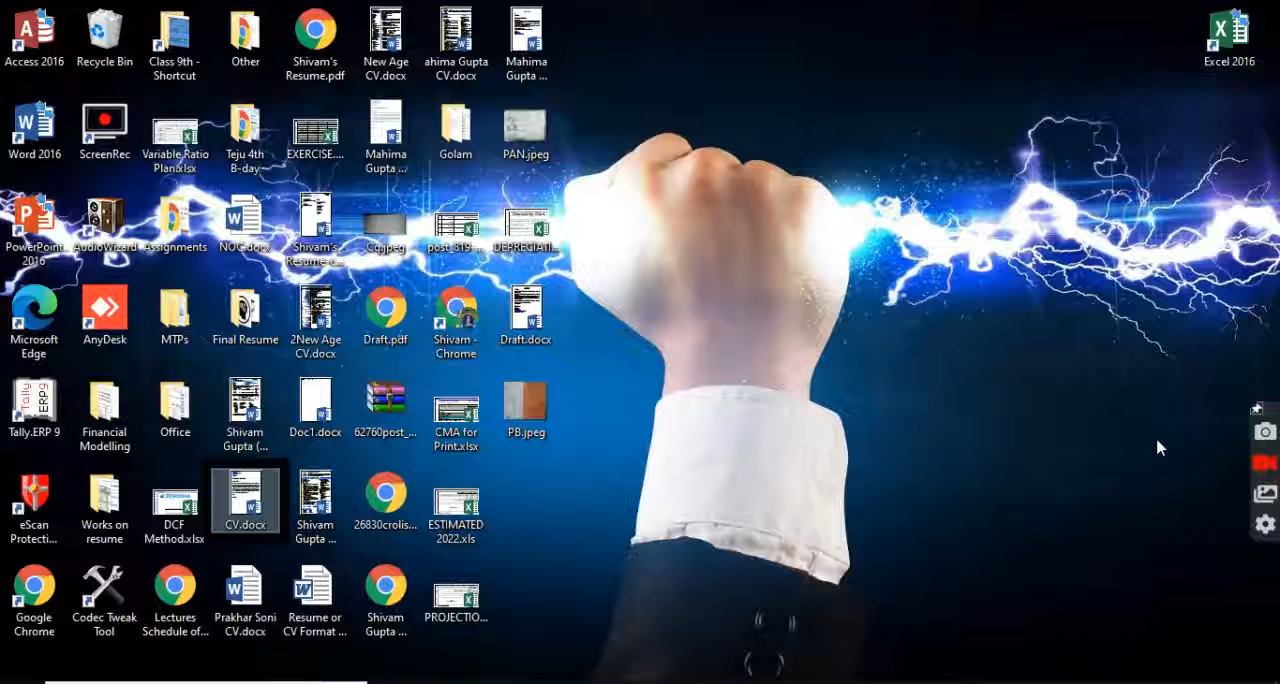 Access 2016
Recycle Bin
Class 9th -
Shortcut
Other
Shivam's
Resume.pdf
New Age
CV.docx
ahima Gupta
CV.docx
Mahima
Gupta ...
Excel 2016
Word 2016
ScreenRec
Variable Ratio
Plan.xlsx
Teju 4th
B-day
EXERCISE....
Mahima
Gupta ...
Golam
PAN.jpeg
PowerPoint
2016
AudioWizard
Assignments
NOC.docx
Shivam's
Cg.jpeg
post_819-...
DEPREGIATI...
Microsoft
Edge
AnyDesk
MTPs
Final Resume
2New Age
CV.docx
Draft.pdf
Shivam -
Chrome
Draft.docx
Tally
ERP 9
Tally.ERP 9
Financial
Modelling
Office
Shivam
Gupta (...
Doc1.docx
62760post_...
CMA for
Print.xlsx
PB.jpeg
eScan
Protecti...
Works on
resume
DCF
Method.xlsx
CV.docx
Shivam
Gupta ...
26830crolis...
ESTIMATED
2022.xls
Google
Chrome
Codec Tweak
Tool
Lectures
Schedule of...
Prakhar Soni
CV.docx
Resume or
CV Format ...
Shivam
Gupta ...
PROJECTIO...